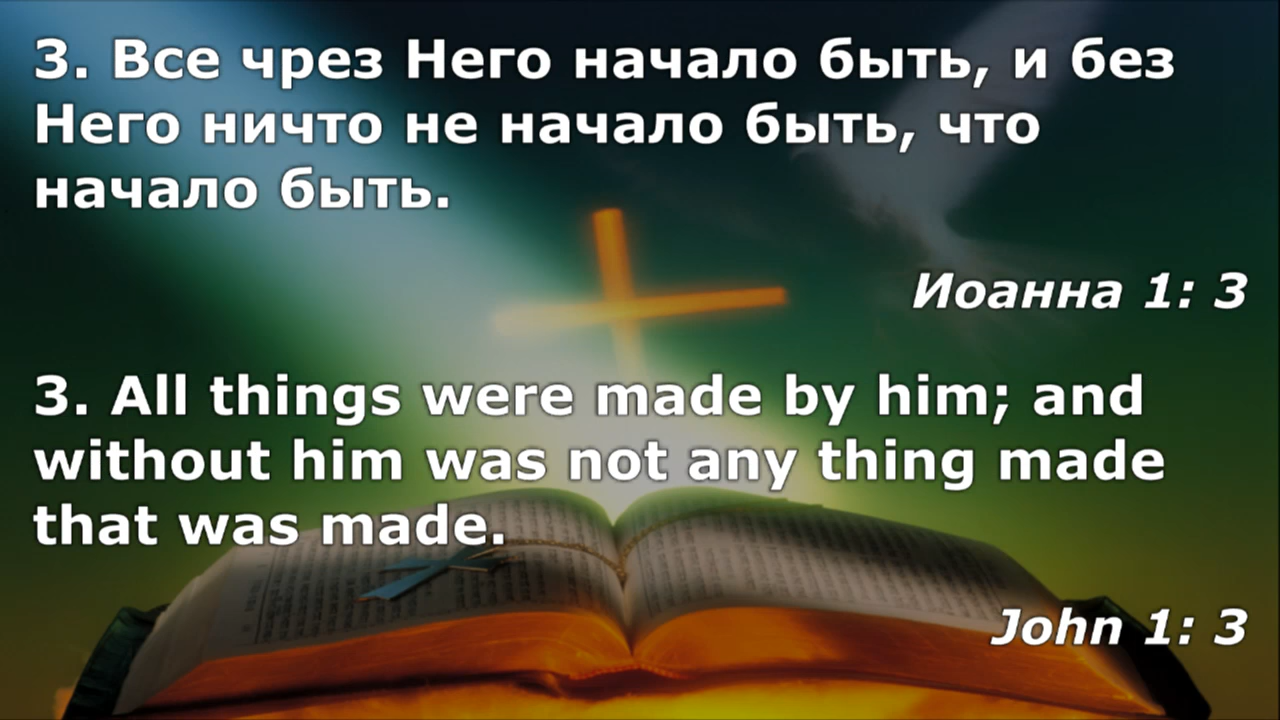 3. Все чрез Него начало быть, и без
Него ничто не начало быть, что
начало быть.
Иоанна 1: 3
3. All things were made by him; and
without him was not any thing made
that was made.
John 1: 3